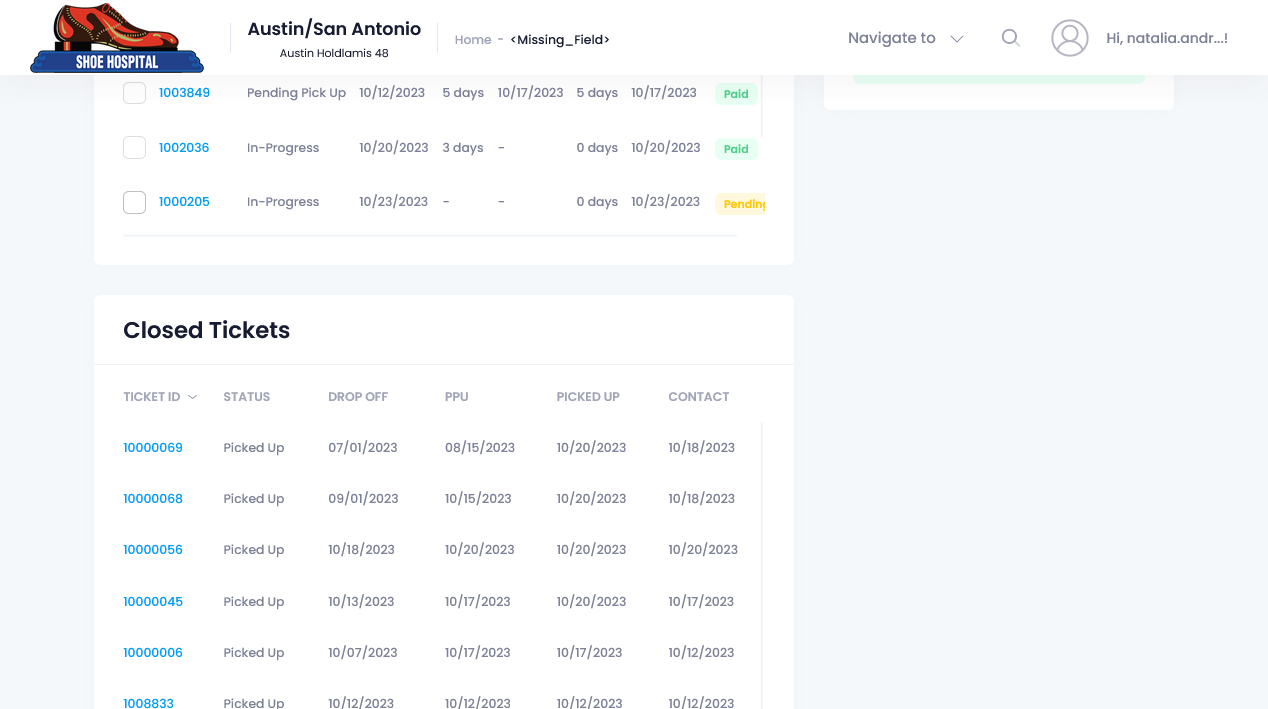 SHOE HOSPITAL
Austin/San Antonio
Austin Holdlamis 48
Home - <Missing_Field>
Navigate to
Hi, natalia.andr...!
1003849 Pending Pick Up 10/12/2023 5 days 10/17/2023 5 days 10/17/2023 Paid
1002036 In-Progress 10/20/2023 3 days - 0 days 10/20/2023 Paid
1000205 In-Progress 10/23/2023 - - 0 days 10/23/2023 Pending
Closed Tickets
TICKET ID STATUS DROP OFF PPU PICKED UP CONTACT
10000069 Picked Up 07/01/2023 08/15/2023 10/20/2023 10/18/2023
10000068 Picked Up 09/01/2023 10/15/2023 10/20/2023 10/18/2023
10000056 Picked Up 10/18/2023 10/20/2023 10/20/2023 10/20/2023
10000045 Picked Up 10/13/2023 10/17/2023 10/20/2023 10/17/2023
10000006 Picked Up 10/07/2023 10/17/2023 10/17/2023 10/12/2023
1008833 Picked Up 10/12/2023 10/12/2023 10/12/2023 10/12/2023